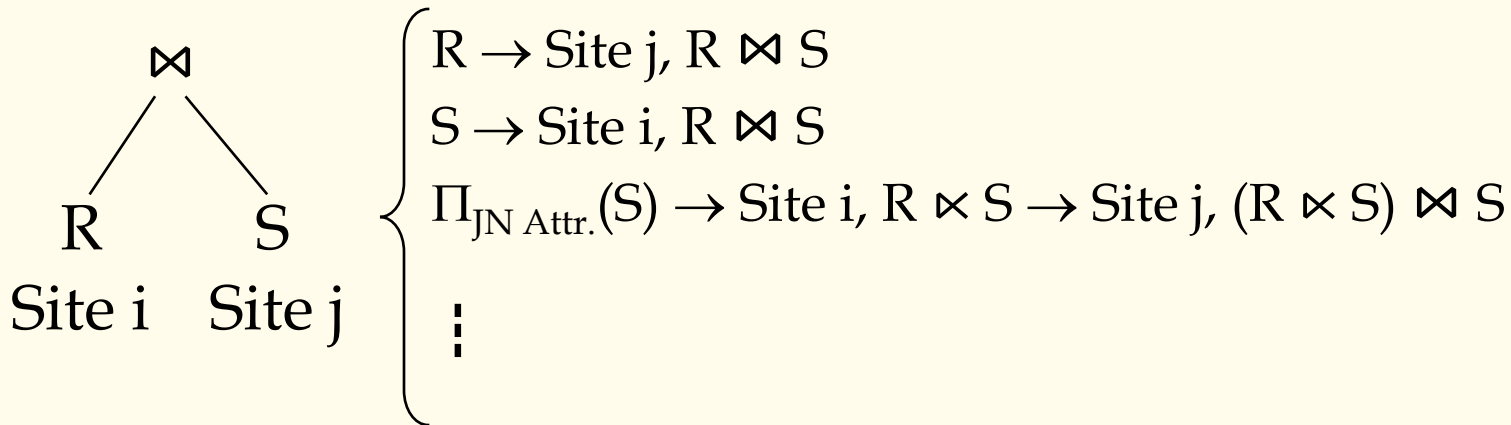 ⋈
R S
Site i Site j
R → Site j, R ⋈ S
S → Site i, R ⋈ S
Π_JN Attr.(S) → Site i, R ⋉ S → Site j, (R ⋉ S) ⋈ S
⋮